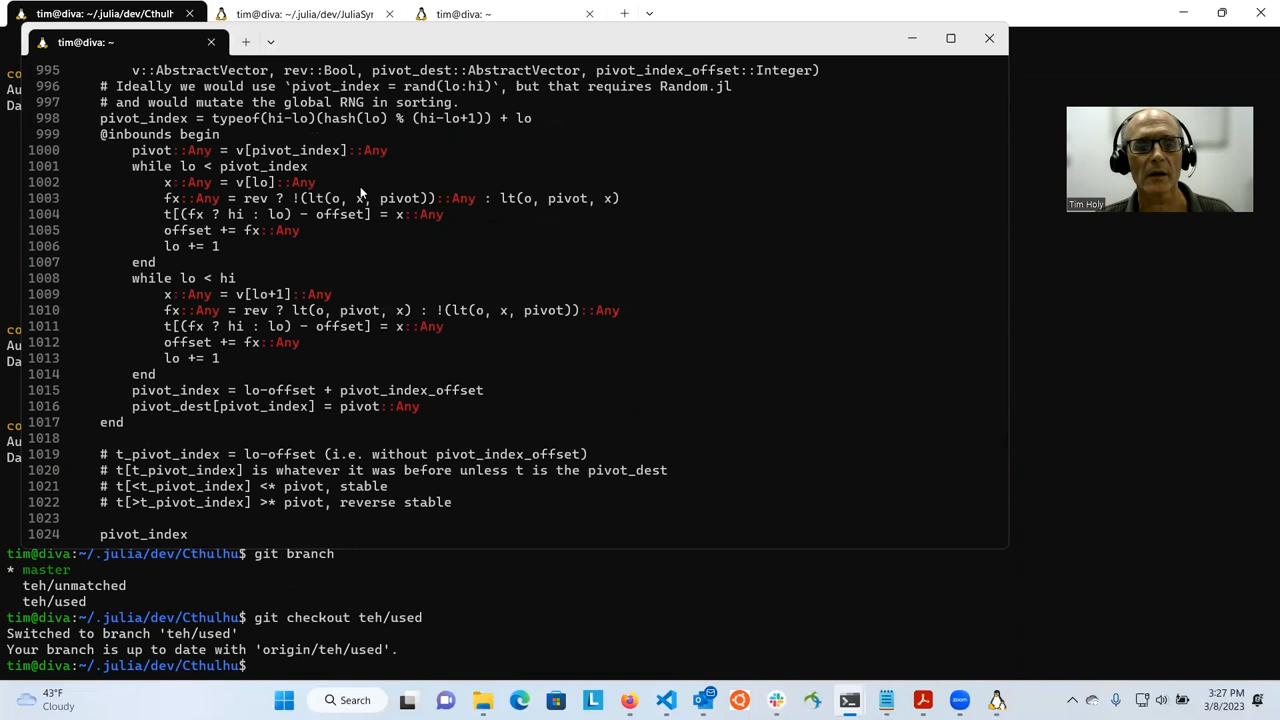 tim@diva: ~/.julia/dev/Cthulh
tim@diva: ~/.julia/dev/JuliaSyr
tim@diva: ~
tim@diva: ~
995 v::AbstractVector, rev::Bool, pivot_dest::AbstractVector, pivot_index_offset::Integer)
996 # Ideally we would use `pivot_index = rand(lo:hi)`, but that requires Random.jl
997 # and would mutate the global RNG in sorting.
998 pivot_index = typeof(hi-lo)(hash(lo) % (hi-lo+1)) + lo
999 @inbounds begin
1000 pivot::Any = v[pivot_index]::Any
1001 while lo < pivot_index
1002 x::Any = v[lo]::Any
1003 fx::Any = rev ? !(lt(o, x, pivot))::Any : lt(o, pivot, x)
1004 t[(fx ? hi : lo) - offset] = x::Any
1005 offset += fx::Any
1006 lo += 1
1007 end
1008 while lo < hi
1009 x::Any = v[lo+1]::Any
1010 fx::Any = rev ? lt(o, pivot, x) : !(lt(o, x, pivot))::Any
1011 t[(fx ? hi : lo) - offset] = x::Any
1012 offset += fx::Any
1013 lo += 1
1014 end
1015 pivot_index = lo-offset + pivot_index_offset
1016 pivot_dest[pivot_index] = pivot::Any
1017 end
1018
1019 # t_pivot_index = lo-offset (i.e. without pivot_index_offset)
1020 # t[t_pivot_index] is whatever it was before unless t is the pivot_dest
1021 # t[<t_pivot_index] <* pivot, stable
1022 # t[>t_pivot_index] >* pivot, reverse stable
1023
1024 pivot_index
co
Au
Da
co
Au
Da
co
Au
Da
Tim Holy
tim@diva:~/.julia/dev/Cthulhu$ git branch
* master
teh/unmatched
teh/used
tim@diva:~/.julia/dev/Cthulhu$ git checkout teh/used
Switched to branch 'teh/used'
Your branch is up to date with 'origin/teh/used'.
tim@diva:~/.julia/dev/Cthulhu$
43°F
Cloudy
Search
3:27 PM
3/8/2023